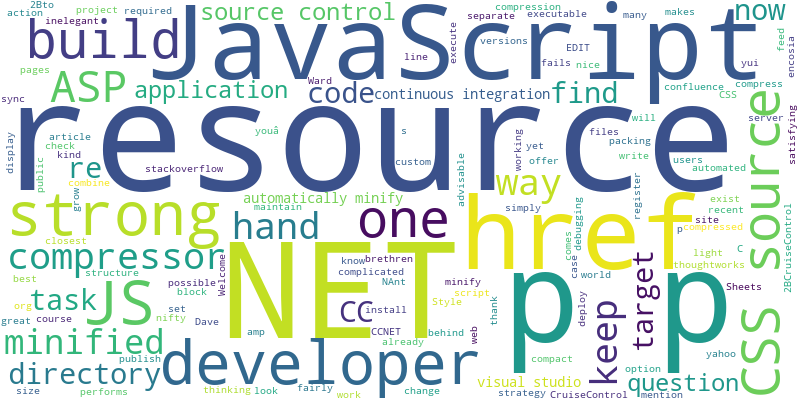 2Bto
project
required
compression
many
makes
now
action
inelegant
source control
separate
executable
build
JavaScript
line
execute
versions
EDIT
feed
encosia
pages
Ward
fails
nice
yui
ASP
application
code
continuous integration
find
confluence
compress
sync
resource
CSS
server
article
check
kind
youâ
s
files
will
packing
write
users
automated
satisfying
display
public
stackoverflow
custom
working
yet
offer
re
combine
grow
automatically minify
maintain
advisable
way
simply
register
exist
recent
source
strong
hand
one
href
debugging
p
site
compressed
2BCruiseControl
closest
compressor
structure
Welcome
NET
know
brethren
complicated
possible
NAnt
minify
comes
case
world
target
light
C
thoughtworks
best
task
JS
block
set
CC
install
Style
script
p
p
deploy
keep
Sheets
CSS
org
great
course
nifty
Dave
amp
CCNET
behind
web
thank
already
minified
developer
publish
fairly
compact
option
yahoo
directory
size
performs
thinking
look
work
change
visual studio
strategy
CruiseControl
question
mention